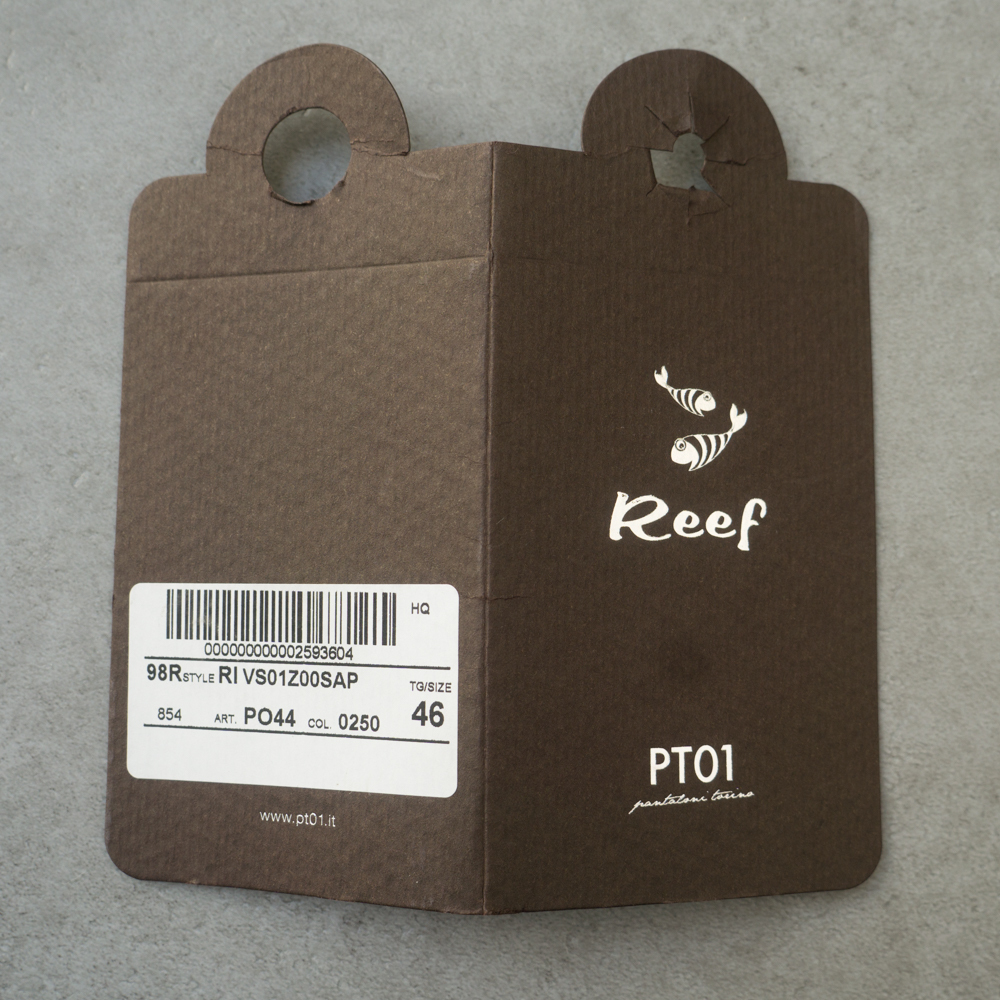 HQ
000000000002593604
98R STYLE RI VS01Z00SAP
TG/SIZE
854 ART. PO44 COL. 0250 46
www.pt01.it
Reef
PT01
pantaloni torino